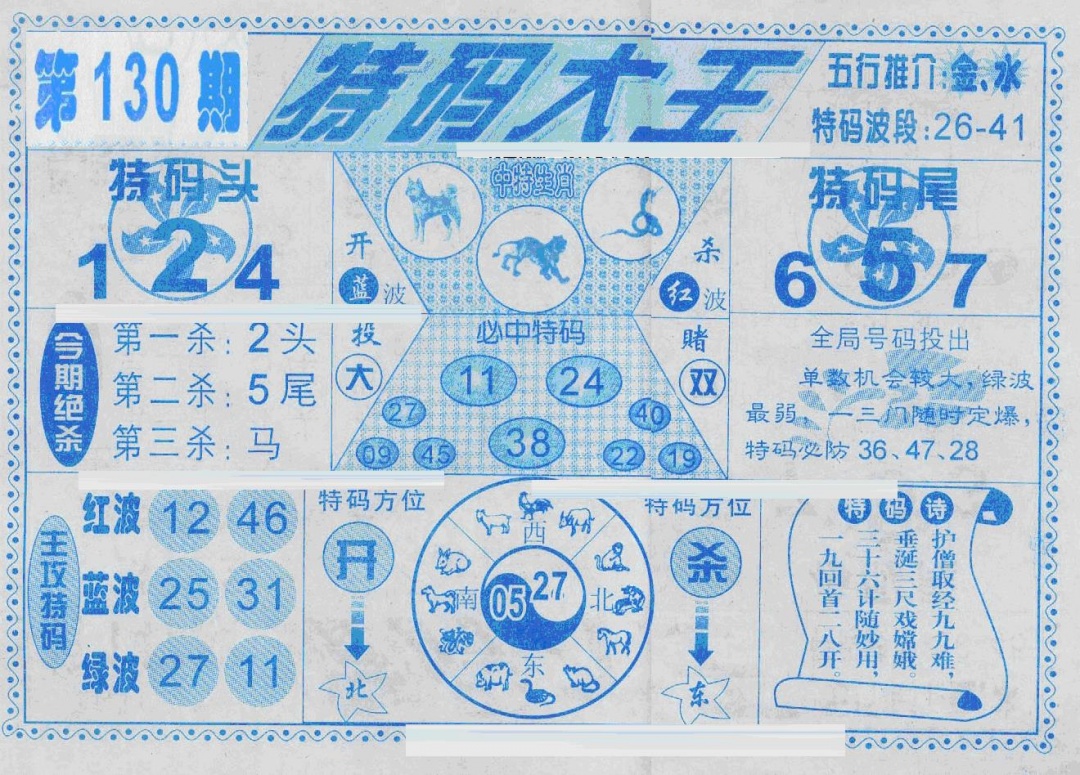 第130期
特码大王
五行推介:金、水
特码波段:26-41
特码头
1 2 4
中特生肖
开
蓝波
杀
红波
特码尾
6 5 7
今期绝杀
第一杀:2头
第二杀:5尾
第三杀:马
投
大
必中特码
11 24
27 38 40
09 45 22 19
賭
双
全局号码投出
单数机会较大,绿波
最弱,一三门随时定爆,
特码必防36、47、28
主攻特码
红波 12 46
蓝波 25 31
绿波 27 11
特码方位
开
北
西
南
北
东
05 27
特码方位
杀
东
特码诗
护僧取经九九难,
垂涎三尺戏嫦娥。
三十六计随妙用,
一九回首二八开。